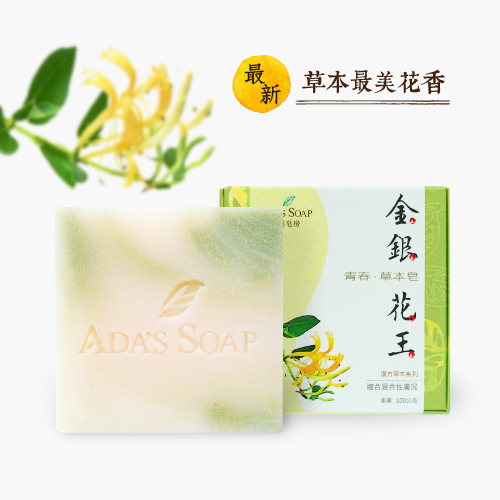 最新
草本最美花香
ADA'S SOAP
SOAP
皂房
金銀花王
青春·草本皂
漢方草本系列
適合混合性膚況
重量:100公克